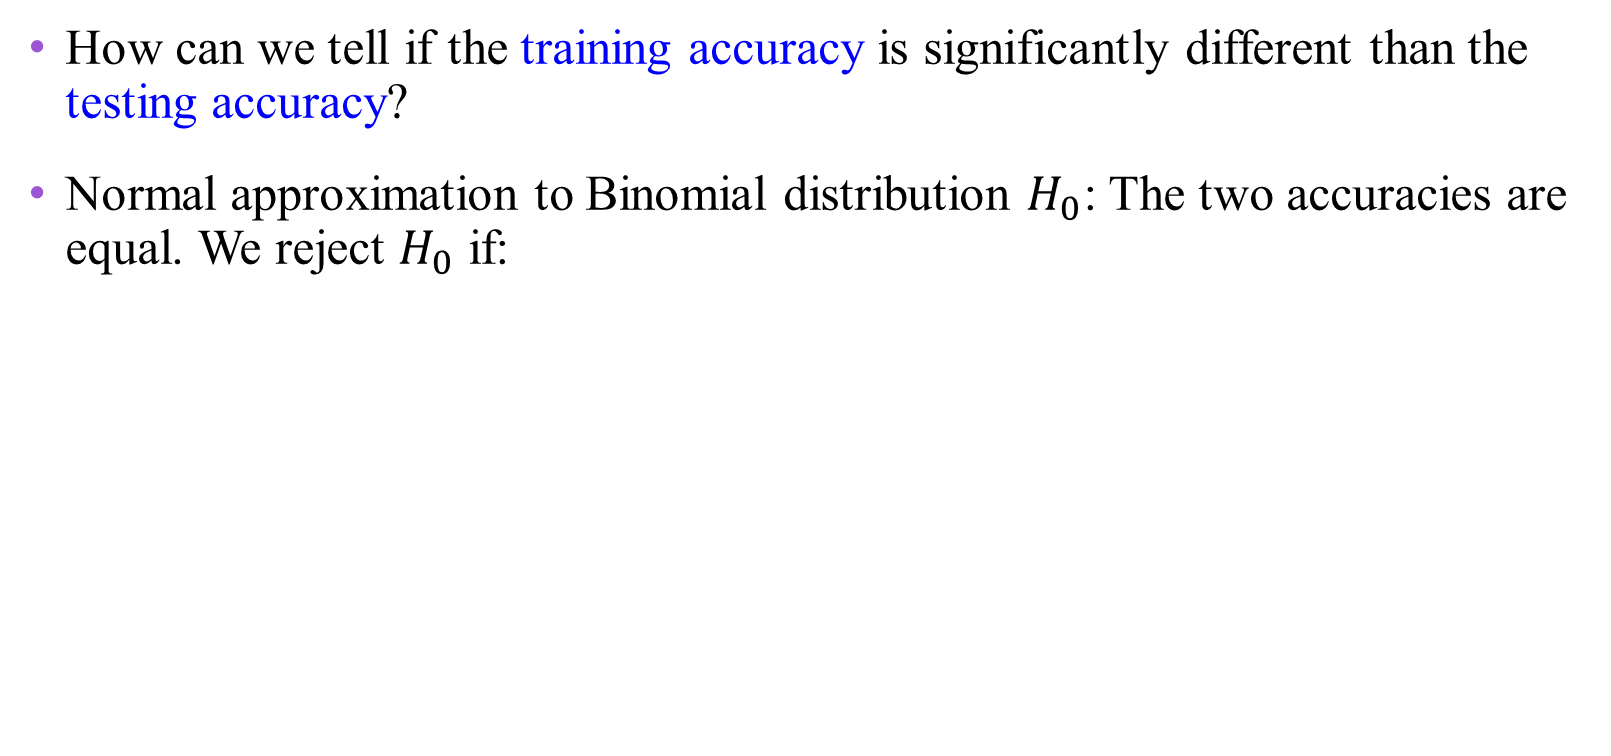 • How can we tell if the training accuracy is significantly different than the
testing accuracy?
• Normal approximation to Binomial distribution H₀: The two accuracies are
equal. We reject H₀ if: